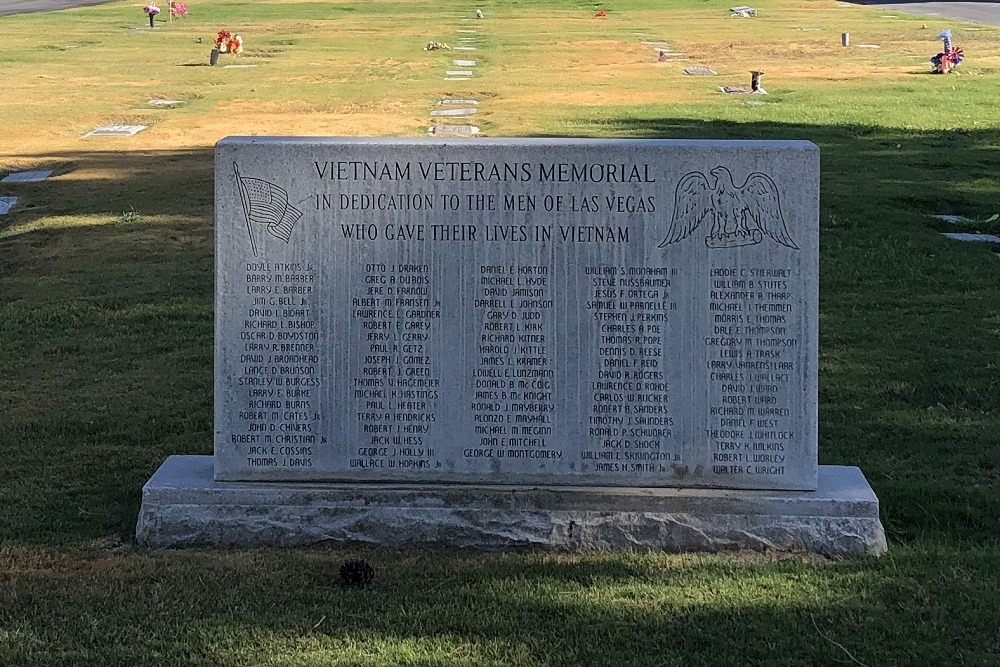 VIETNAM VETERANS MEMORIAL
IN DEDICATION TO THE MEN OF LAS VEGAS
WHO GAVE THEIR LIVES IN VIETNAM
DOYLE ATKINS JR
BARRY M. BARBER
LARRY E. BARBER
JIM G. BELL JR
DAVID L. BIDART
RICHARD L. BISHOP
OSCAR D. BOYDSTON
LARRY R. BRENNER
DAVID J. BROADHEAD
LANCE D. BRUNSON
STANLEY W. BURGESS
LARRY E. BURKE
RICHARD BURNS
ROBERT M. CATES JR
JOHN D. CHIVERS
ROBERT M. CHRISTIAN JR
JACK E. COSSINS
THOMAS J. DAVIS
OTTO J. DRAKEN
GREG A. DUBOIS
JERE D. FARNOW
ALBERT M. FRANSEN JR
LAWRENCE C. GARDNER
ROBERT E. GAREY
JERRY L. GERRY
PAUL R. GETZ
JOSEPH J. GOMEZ
ROBERT J. GREEN
THOMAS V. HAGEMEIER
MICHAEL K. HASTINGS
PAUL L. HEATER
TERRY A. HENDRICKS
ROBERT J. HENRY
JACK W. HESS
GEORGE J. HOLLY III
WALLACE W. HOPKINS JR
DANIEL E. HORTON
MICHAEL L. HYDE
DAVID JAMISON
DARRELL E. JOHNSON
GARY D. JUDD
ROBERT L. KIRK
RICHARD KITNER
HAROLD J. KITTLE
JAMES L. KRAMER
LOWELL E. LUNZMANN
DONALD B. MC COIG
JAMES B. MC KNIGHT
RONALD J. MAYBERRY
ALONZO E. MAYHALL
MICHAEL M. MEGINN
JOHN E. MITCHELL
GEORGE W. MONTGOMERY
WILLIAM S. MONAHAM III
STEVE NUSSBAUMER
JESUS F. ORTEGA JR
SAMUEL W. PARNELLE III
STEPHEN J. PERKINS
CHARLES A. POE
THOMAS R. POPE
DENNIS D. REESE
DANIEL F. REID
DAVID R. ROGERS
LAWRENCE D. ROHDE
CARLOS W. RUCKER
ROBERT B. SANDERS
TIMOTHY J. SAUNDERS
RONALD P. SCHWORER
JACK D. SHOCK
WILLIAM E. SKEWINGTON JR
JAMES H. SMITH JR
LADDIE C. STIERWALT
WILLIAM B. STUTES
ALEXANDER A. THARP
MICHAEL J. THEMMEN
MORRIS E. THOMAS
DALE E. THOMPSON
GREGORY M. THOMPSON
LEWIS A. TRASK
LARRY VANRENSELAAR
CHARLES J. WALLACE
DAVID J. WARD
ROBERT WARD
RICHARD M. WARREN
DANIEL F. WEST
THEODORE J. WHITLOCK
TERRY K. WILKINS
ROBERT L. WORLEY
WALTER C. WRIGHT